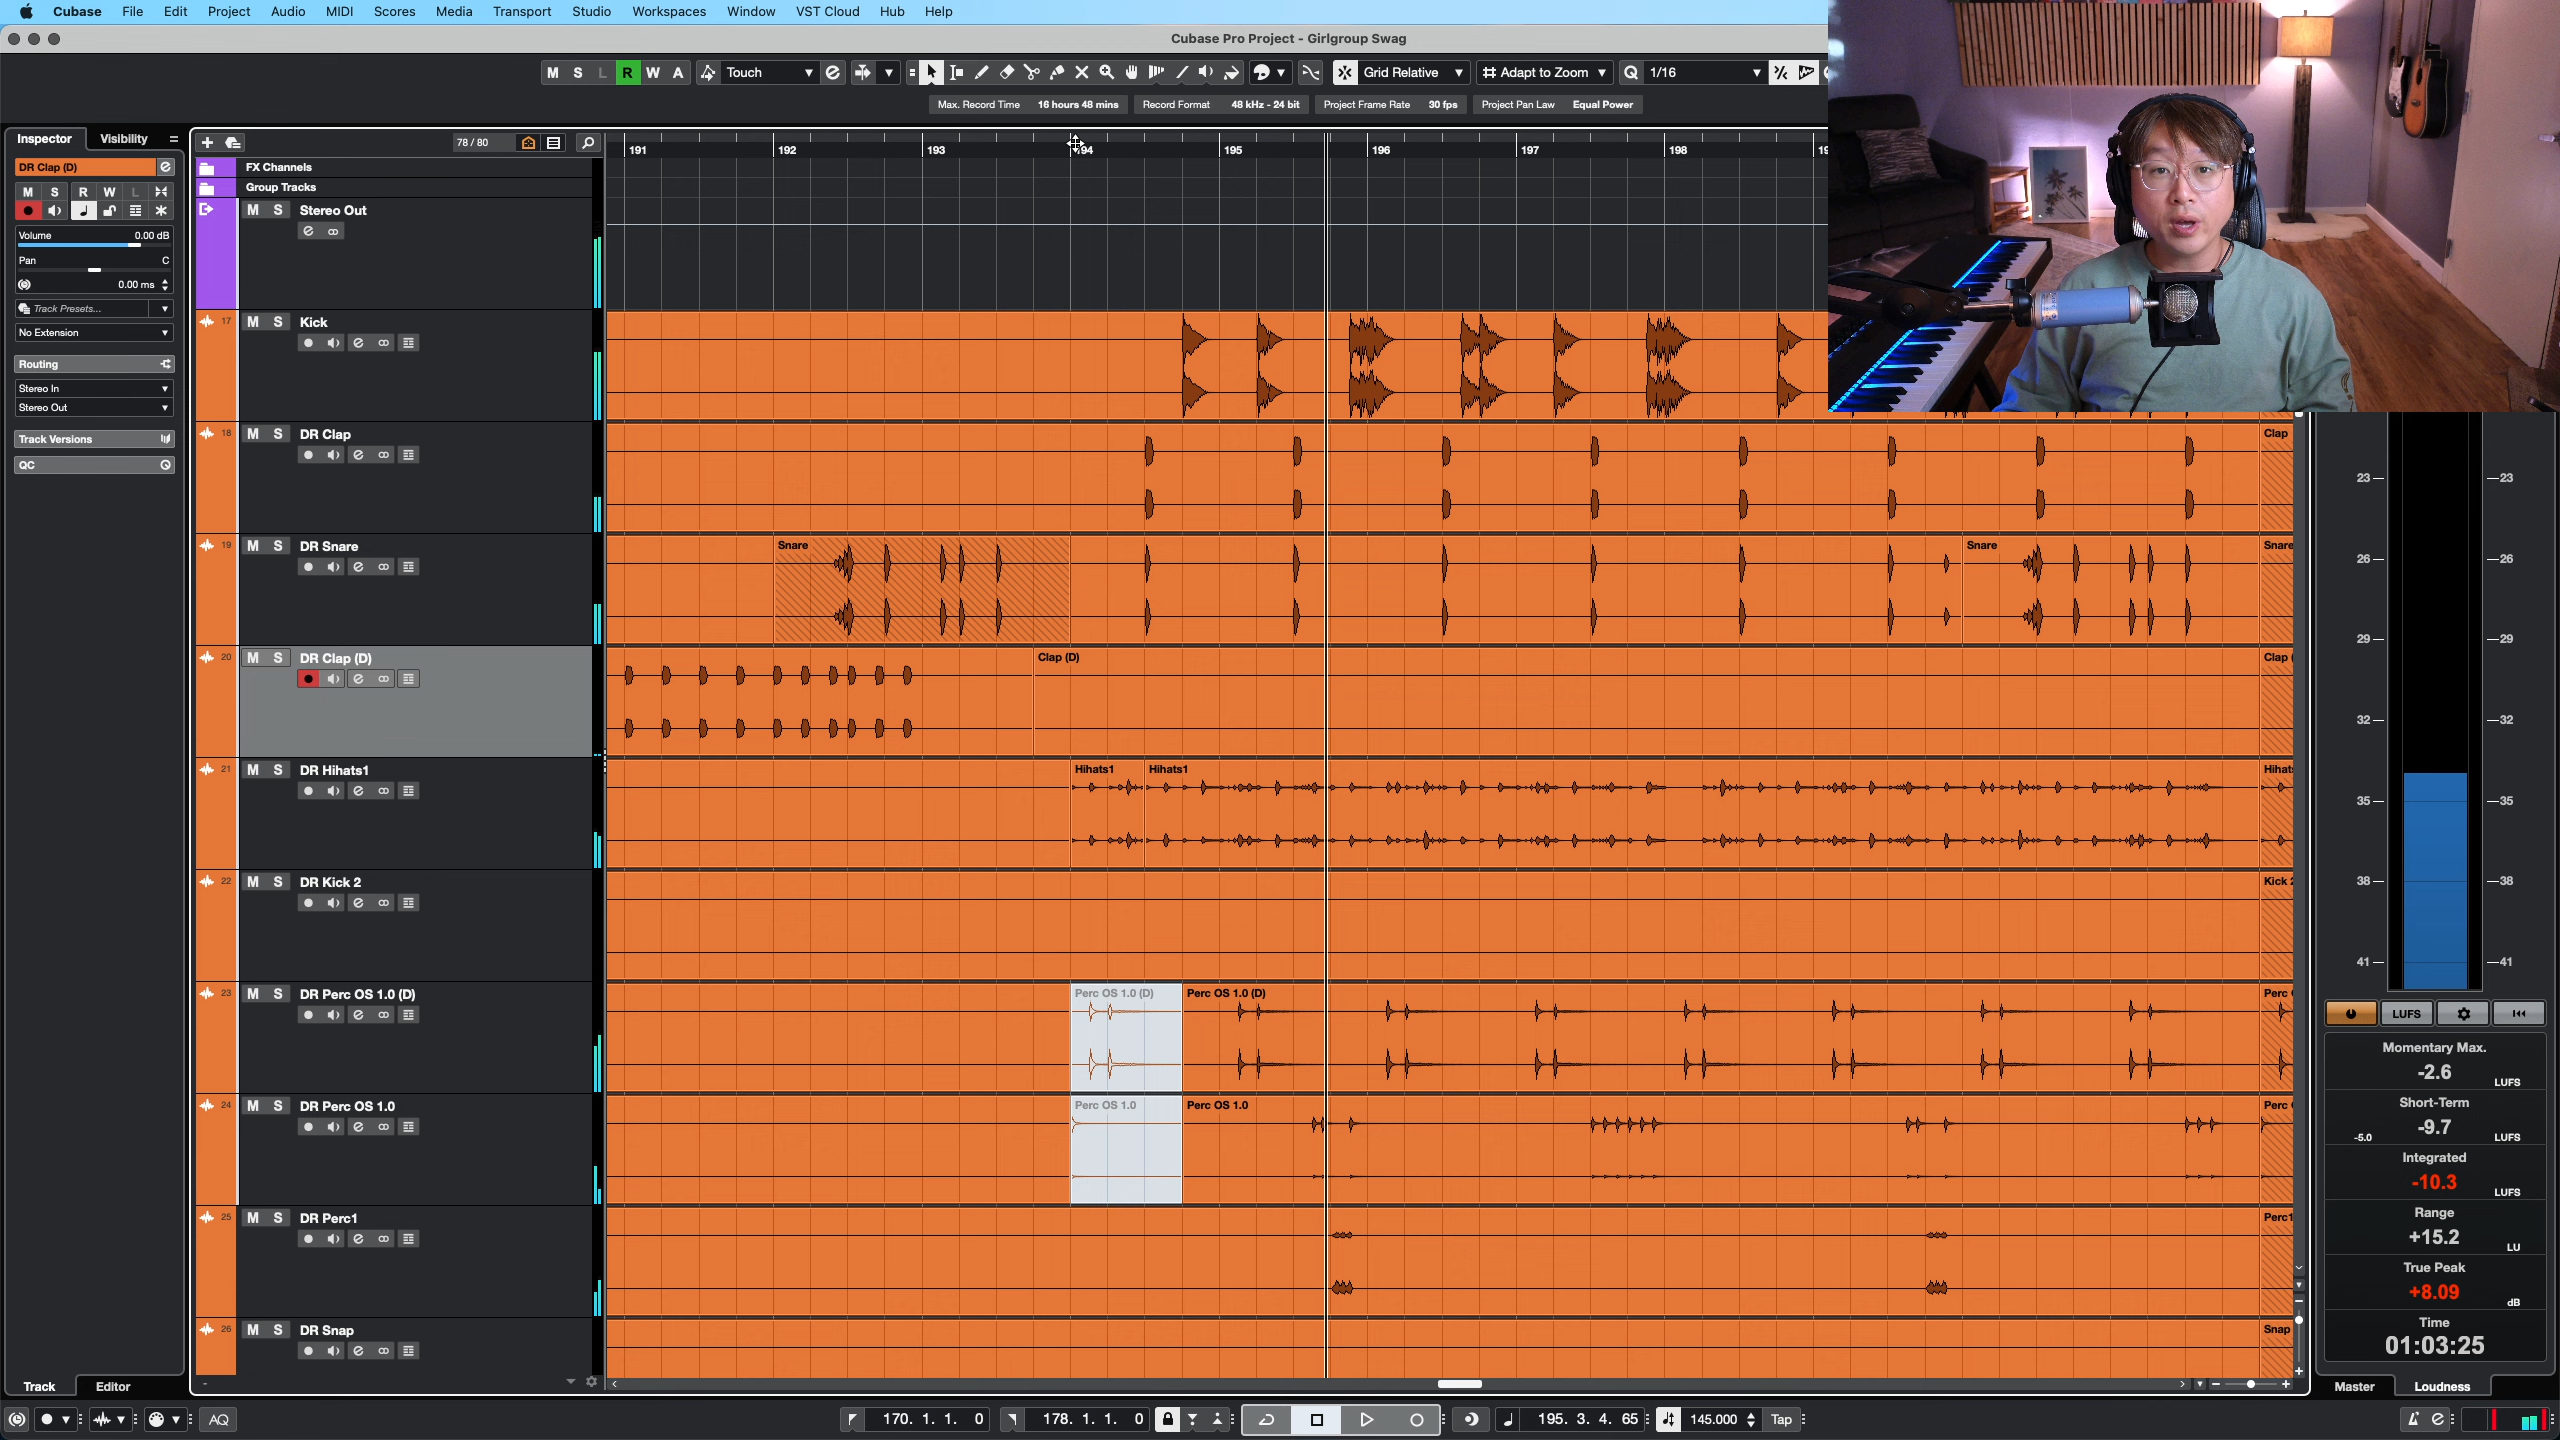 Cubase File Edit Project Audio MIDI Scores Media Transport Studio Workspaces Window VST Cloud Hub Help
Cubase Pro Project - Girlgroup Swag
M S L R W A Touch Grid Relative Adapt to Zoom Q 1/16
Max. Record Time 16 hours 48 mins Record Format 48 kHz - 24 bit Project Frame Rate 30 fps Project Pan Law Equal Power
Inspector Visibility
78 / 80
191 192 193 194 195 196 197 198
DR Clap (D)
M S R W L
Volume 0.00 dB
Pan C
0.00 ms
Track Presets...
No Extension
Routing
Stereo In
Stereo Out
Track Versions
QC
FX Channels
Group Tracks
M S Stereo Out
17 M S Kick
18 M S DR Clap
Clap
19 M S DR Snare
Snare Snare Snare
20 M S DR Clap (D)
Clap (D) Clap (
21 M S DR Hihats1
Hihats1 Hihats1 Hihats
22 M S DR Kick 2
Kick 2
23 M S DR Perc OS 1.0 (D)
Perc OS 1.0 (D) Perc OS 1.0 (D) Perc
24 M S DR Perc OS 1.0
Perc OS 1.0 Perc OS 1.0 Perc
25 M S DR Perc1
Perc1
26 M S DR Snap
Snap
23 23
26 26
29 29
32 32
35 35
38 38
41 41
LUFS
Momentary Max.
-2.6 LUFS
Short-Term
-5.0 -9.7 LUFS
Integrated
-10.3 LUFS
Range
+15.2 LU
True Peak
+8.09 dB
Time
01:03:25
Track Editor
Master Loudness
AQ 170. 1. 1. 0 178. 1. 1. 0 195. 3. 4. 65 145.000 Tap